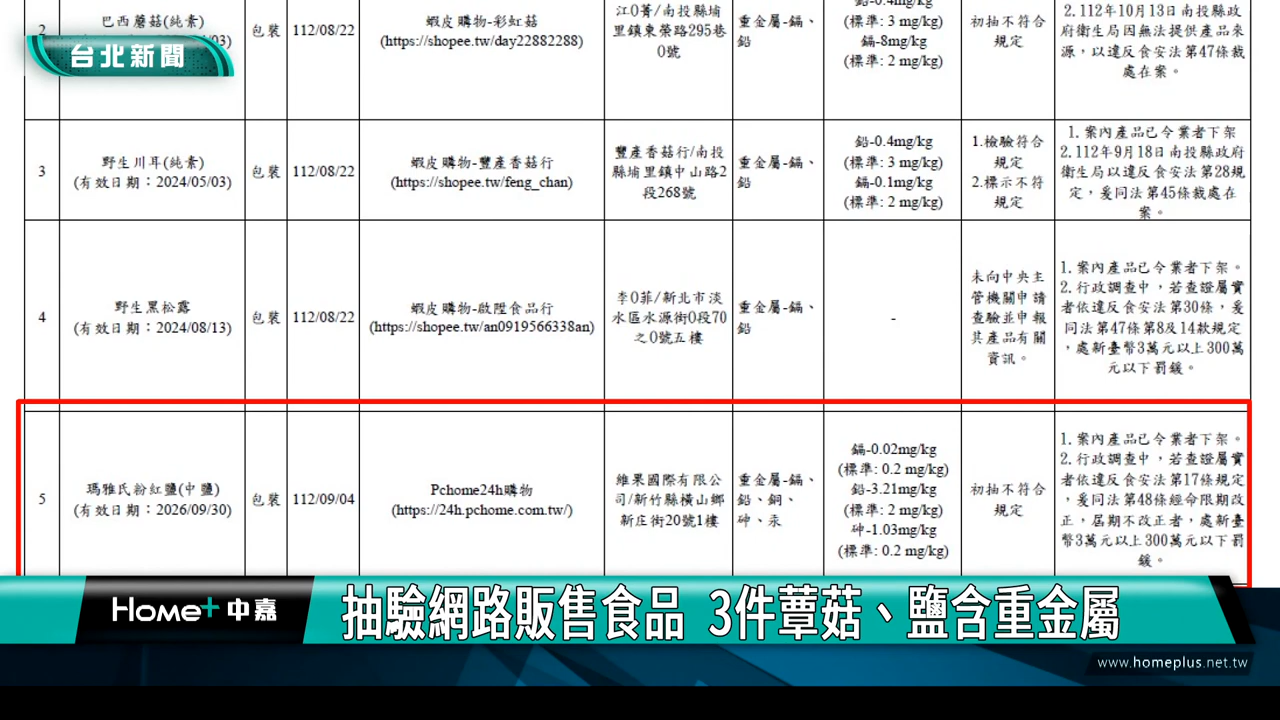 台北新聞
2
巴西蘑菇(純素)
03)
包裝
112/08/22
蝦皮購物-彩虹菇
(https://shopee.tw/day22882288)
江O菁/南投縣埔
里鎮東榮路295巷
0號
重金屬-鎘、
鉛
(標準: 3 mg/kg)
鎘-8mg/kg
(標準: 2 mg/kg)
初抽不符合
規定
2.112年10月13日南投縣政
府衛生局因無法提供產品來
源，以違反食安法第47條裁
處在案。
3
野生川耳(純素)
(有效日期：2024/05/03)
包裝
112/08/22
蝦皮購物-豐產香菇行
(https://shopee.tw/feng_chan)
豐產香菇行/南投
縣埔里鎮中山路2
段268號
重金屬-鎘、
鉛
鉛-0.4mg/kg
(標準: 3 mg/kg)
鎘-0.1mg/kg
(標準: 2 mg/kg)
1.檢驗符合
規定
2.標示不符
規定
1.案內產品已令業者下架
2.112年9月18日南投縣政府
衛生局以違反食安法第28規
定，爰同法第45條裁處在
案。
4
野生黑松露
(有效日期：2024/08/13)
包裝
112/08/22
蝦皮購物-啟陞食品行
(https://shopee.tw/an0919566338an)
李O菲/新北市淡
水區水源街0段70
之0號五樓
重金屬-鎘、
鉛
-
未向中央主
管機關申請
查驗並申報
其產品有關
資訊。
1.案內產品已令業者下架。
2.行政調查中，若查證屬實
者依違反食安法第30條，爰
同法第47條第8及14款規定
，處新臺幣3萬元以上300萬
元以下罰鍰。
5
瑪雅氏粉紅鹽(中鹽)
(有效日期：2026/09/30)
包裝
112/09/04
Pchome24h購物
(https://24h.pchome.com.tw/)
維果國際有限公
司/新竹縣橫山鄉
新庄街20號1樓
重金屬-鎘、
鉛、銅、
砷、汞
鎘-0.02mg/kg
(標準: 0.2 mg/kg)
鉛-3.21mg/kg
(標準: 2 mg/kg)
砷-1.03mg/kg
(標準: 0.2 mg/kg)
初抽不符合
規定
1.案內產品已令業者下架。
2.行政調查中，若查證屬實
者依違反食安法第17條規定
，爰同法第48條經命限期改
正，屆期不改正者，處新臺
幣3萬元以上300萬元以下罰
鍰。
Home+中嘉
抽驗網路販售食品 3件蕈菇、鹽含重金屬
www.homeplus.net.tw